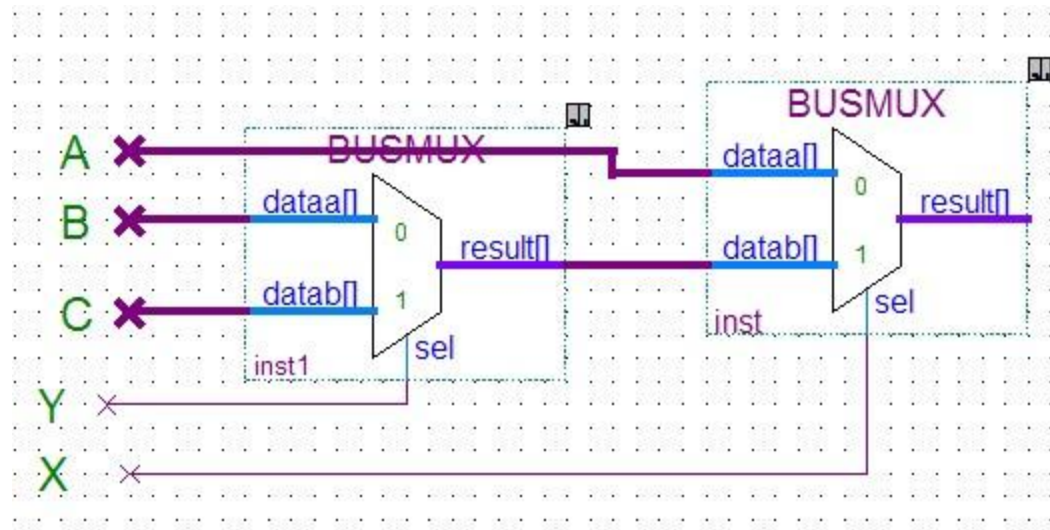 BUSMUX
A
BUSMUX
dataa[]
0
result[]
B
dataa[]
0
result[]
datab[]
1
C
datab[]
1
sel
inst
sel
inst1
Y
X